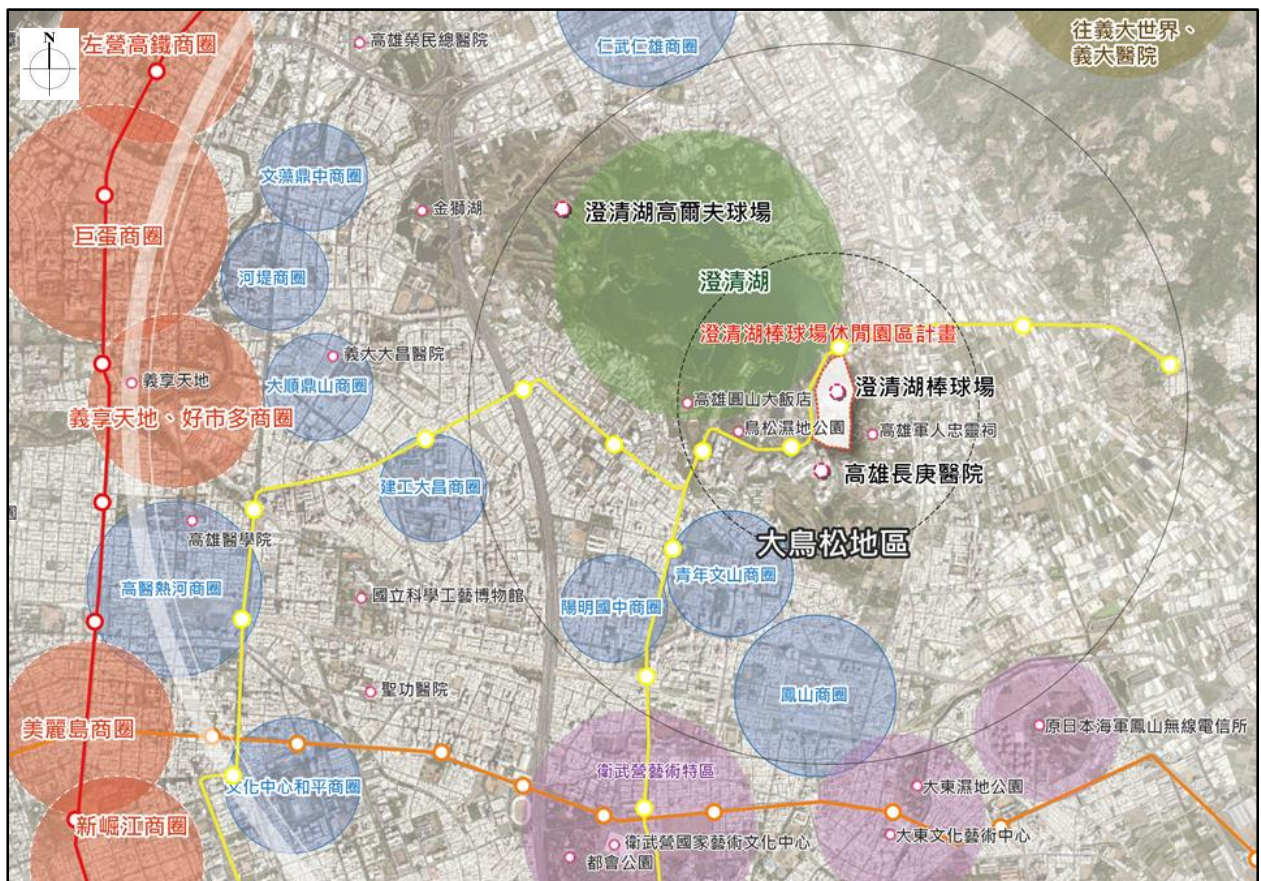 N
左營高鐵商圈
高雄榮民總醫院
仁武仁雄商圈
往義大世界、
義大醫院
文藻鼎中商圈
金獅湖
澄清湖高爾夫球場
巨蛋商圈
河堤商圈
澄清湖
澄清湖棒球場休閒園區計畫
義享天地
義大大昌醫院
大順鼎山商圈
高雄圓山大飯店
澄清湖棒球場
義享天地、好市多商圈
鳥松濕地公園
高雄軍人忠靈祠
建工大昌商圈
高雄長庚醫院
高雄醫學院
大鳥松地區
高醫熱河商圈
國立科學工藝博物館
陽明國中商圈
青年文山商圈
聖功醫院
鳳山商圈
美麗島商圈
原日本海軍鳳山無線電信所
衛武營藝術特區
文化中心和平商圈
大東濕地公園
新崛江商圈
衛武營國家藝術文化中心
大東文化藝術中心
都會公園